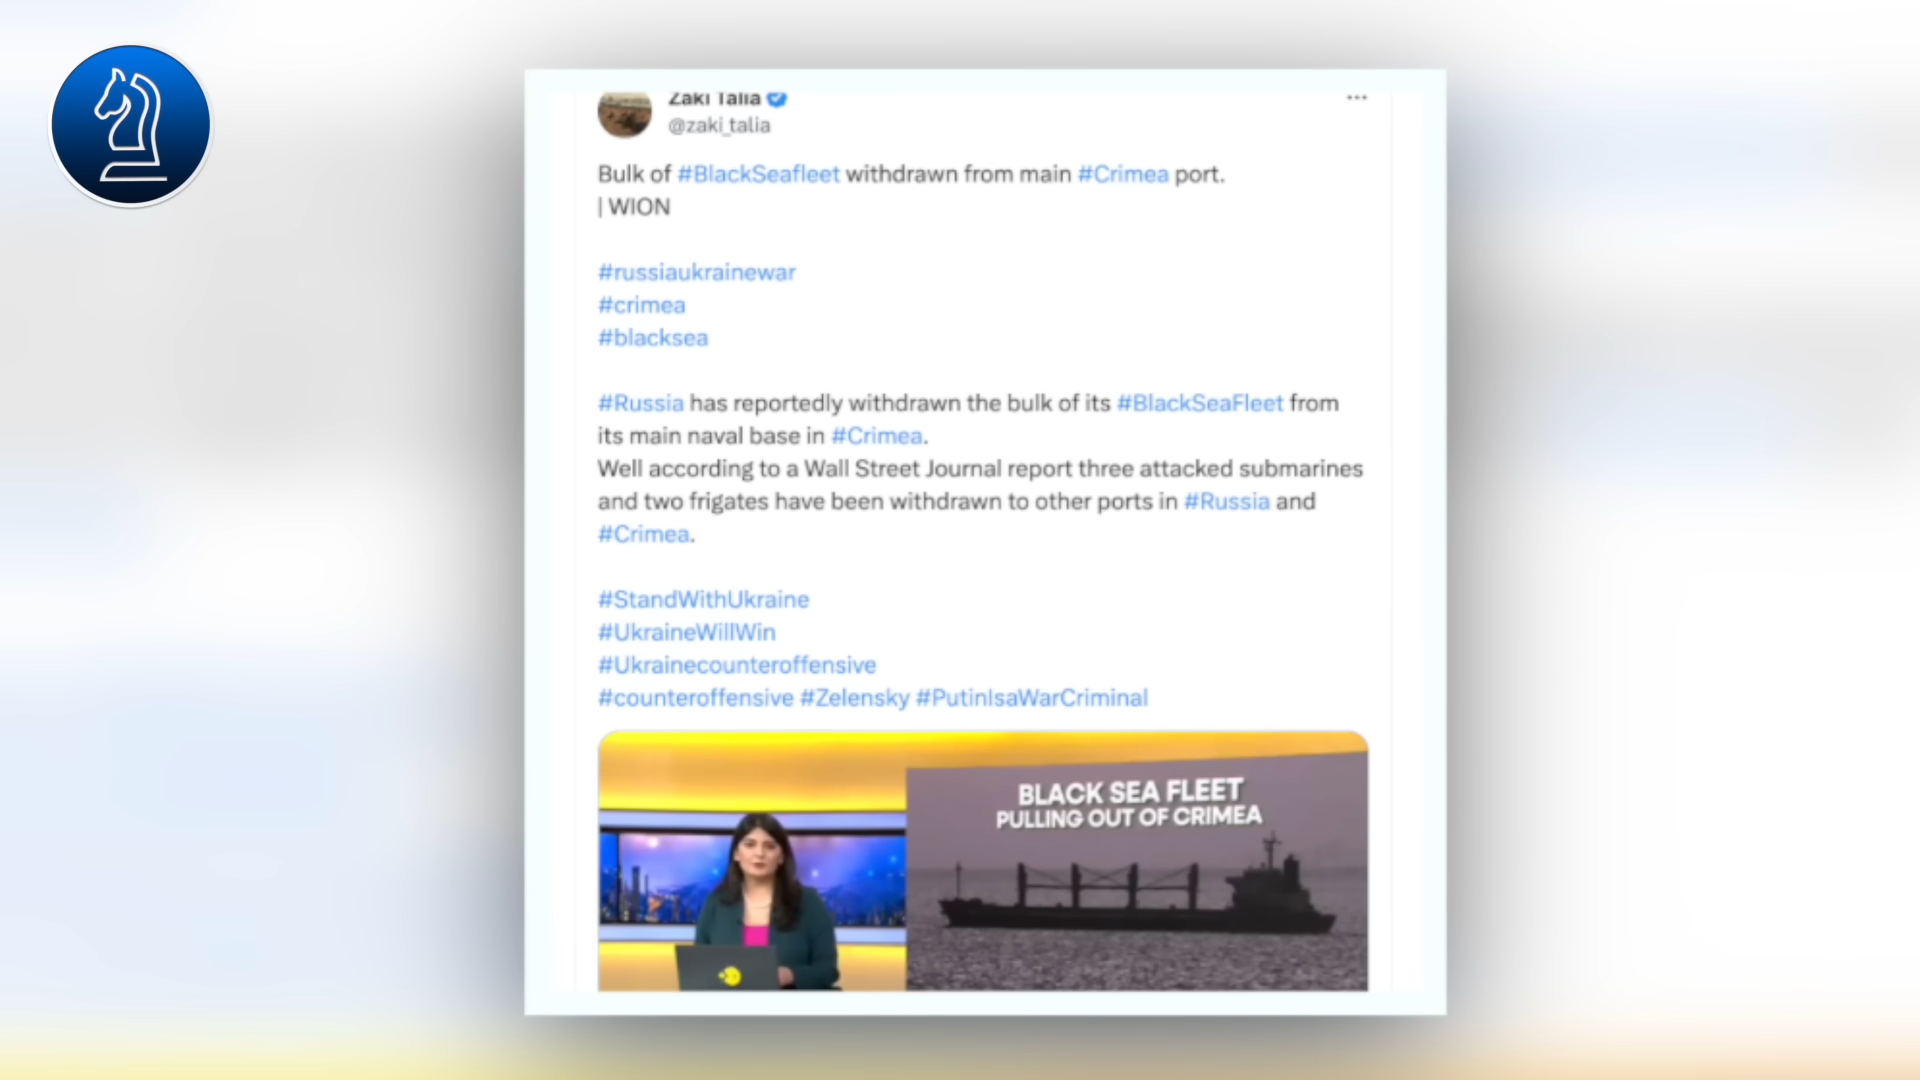 Zaki Talia
@zaki_talia
Bulk of #BlackSeafleet withdrawn from main #Crimea port.
| WION
#russiaukrainewar
#crimea
#blacksea
#Russia has reportedly withdrawn the bulk of its #BlackSeaFleet from
its main naval base in #Crimea.
Well according to a Wall Street Journal report three attacked submarines
and two frigates have been withdrawn to other ports in #Russia and
#Crimea.
#StandWithUkraine
#UkraineWillWin
#Ukrainecounteroffensive
#counteroffensive #Zelensky #PutinIsaWarCriminal
BLACK SEA FLEET
PULLING OUT OF CRIMEA